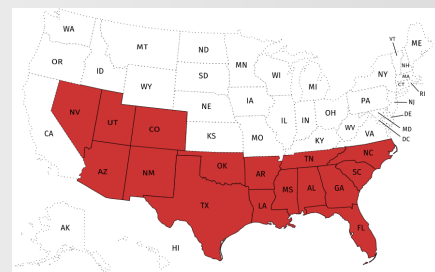 WA
MT
ND
MN
VT
ME
OR
ID
SD
WI
MI
NY
NH
MA
CT
RI
WY
IA
PA
NJ
NE
IL
IN
OH
DE
NV
UT
CO
KS
MO
KY
WV
VA
MD
DC
CA
AZ
NM
OK
AR
TN
NC
SC
MS
AL
GA
TX
LA
FL
AK
HI